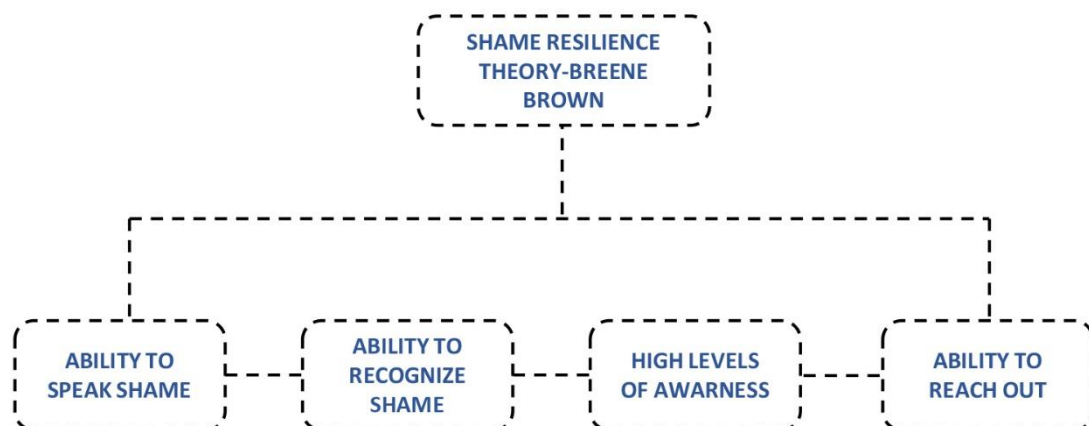 SHAME RESILIENCE
THEORY-BREENE
BROWN
ABILITY TO
SPEAK SHAME
ABILITY TO
RECOGNIZE
SHAME
HIGH LEVELS
OF AWARNESS
ABILITY TO
REACH OUT